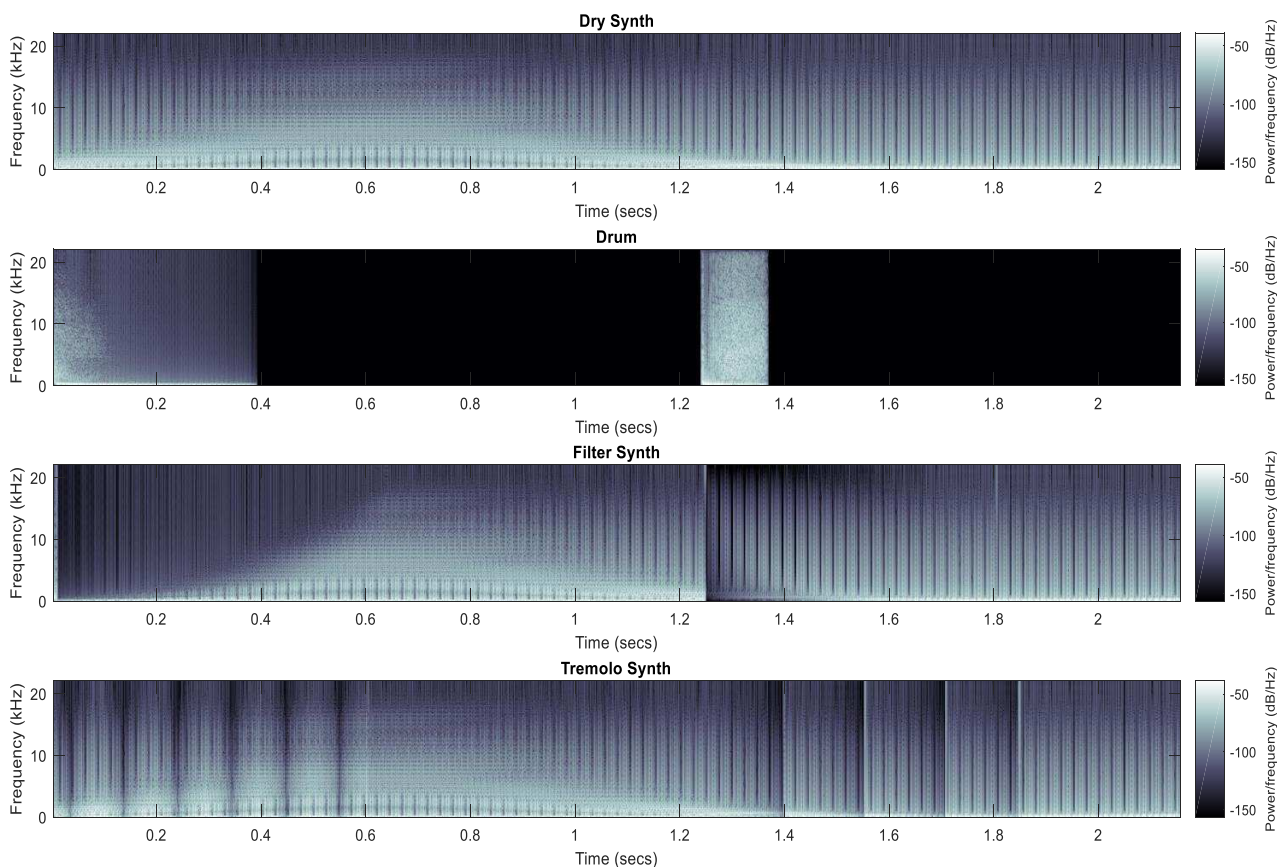 Dry Synth
Frequency (kHz)
20
10
0
0.2 0.4 0.6 0.8 1 1.2 1.4 1.6 1.8 2
Time (secs)
-50
-100
-150
Power/frequency (dB/Hz)
Drum
Frequency (kHz)
20
10
0
0.2 0.4 0.6 0.8 1 1.2 1.4 1.6 1.8 2
Time (secs)
-50
-100
-150
Power/frequency (dB/Hz)
Filter Synth
Frequency (kHz)
20
10
0
0.2 0.4 0.6 0.8 1 1.2 1.4 1.6 1.8 2
Time (secs)
-50
-100
-150
Power/frequency (dB/Hz)
Tremolo Synth
Frequency (kHz)
20
10
0
0.2 0.4 0.6 0.8 1 1.2 1.4 1.6 1.8 2
Time (secs)
-50
-100
-150
Power/frequency (dB/Hz)